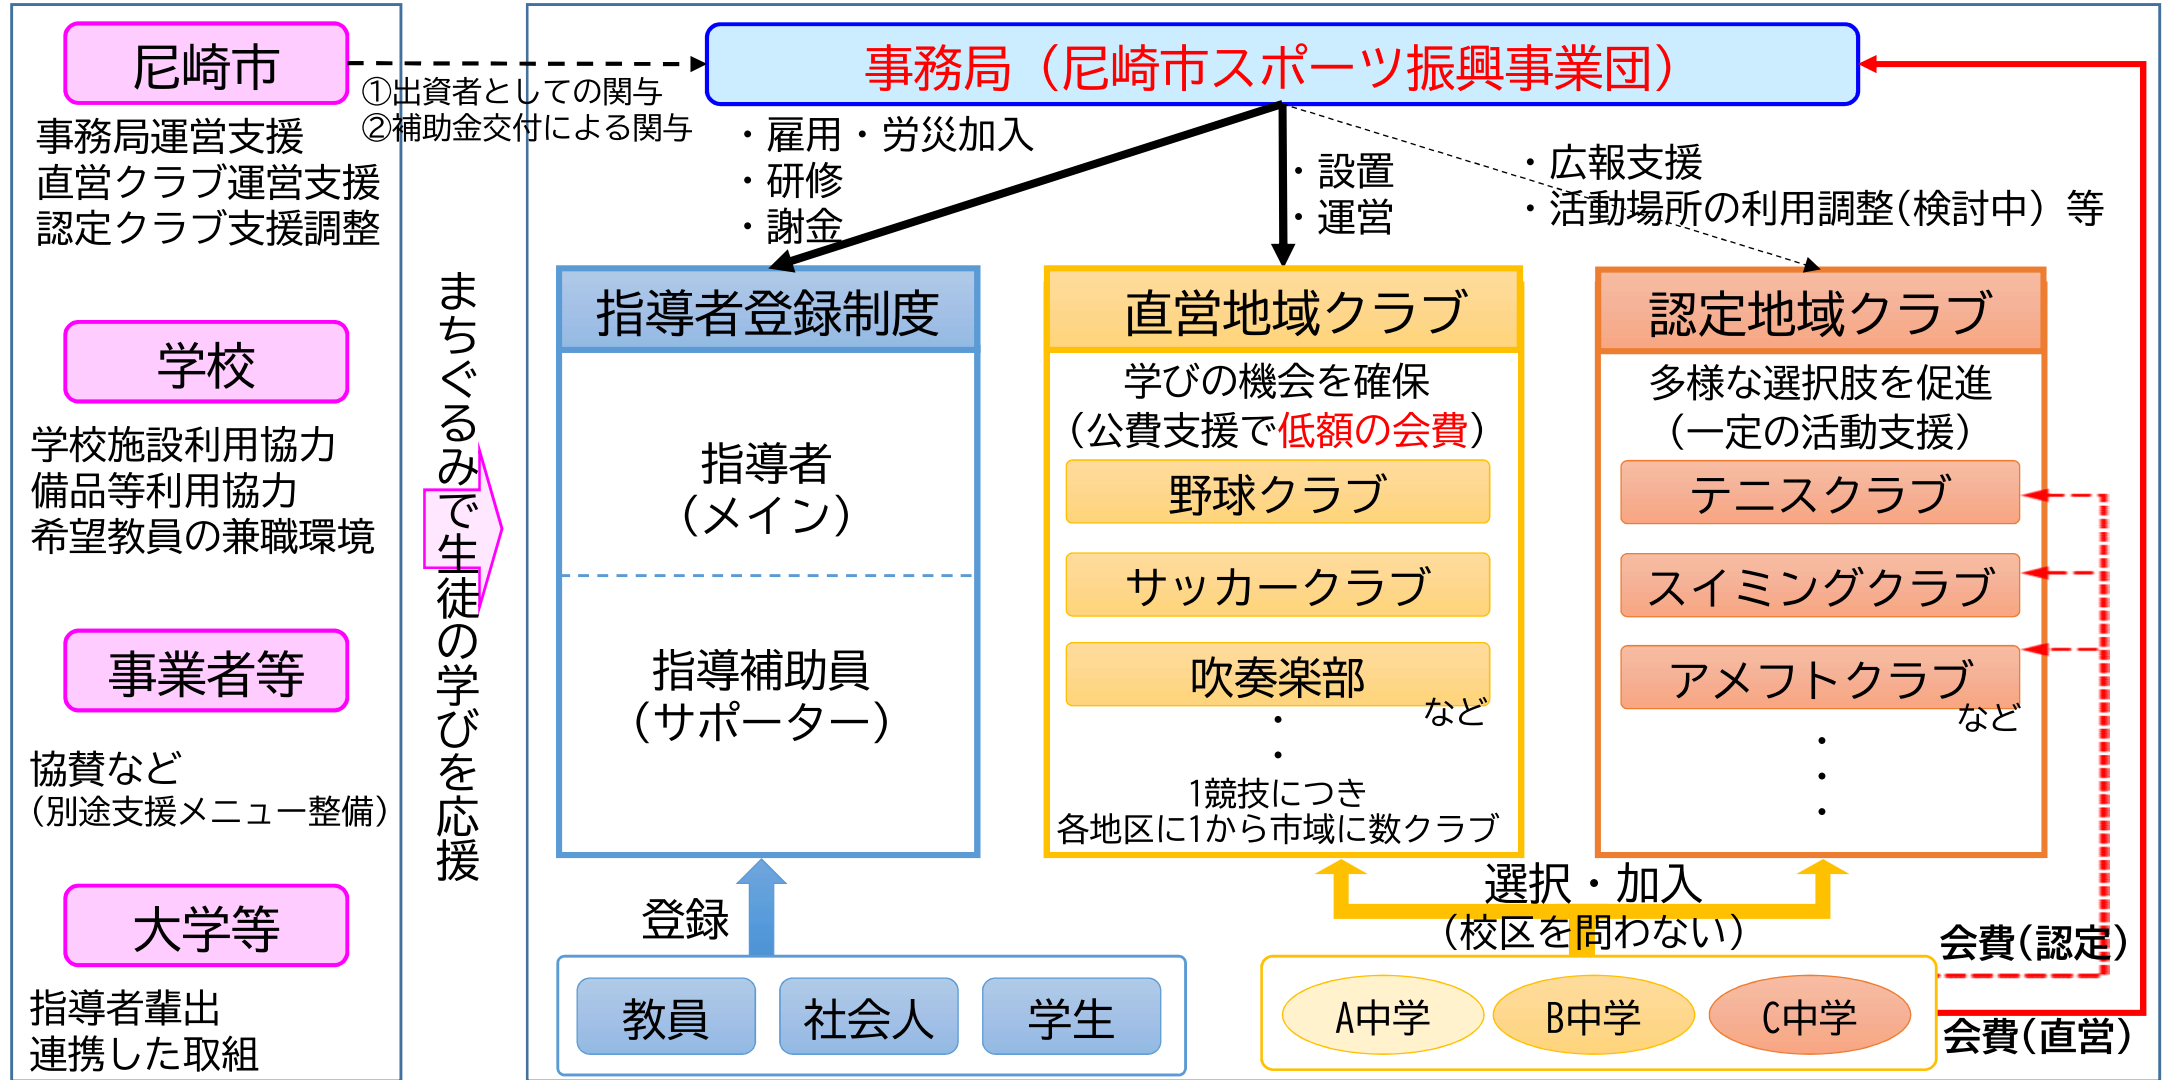 尼崎市
①出資者としての関与
②補助金交付による関与
事務局運営支援
直営クラブ運営支援
認定クラブ支援調整
学校
学校施設利用協力
備品等利用協力
希望教員の兼職環境
事業者等
協賛など
（別途支援メニュー整備）
大学等
指導者輩出
連携した取組
まちぐるみで生徒の学びを応援
事務局（尼崎市スポーツ振興事業団）
・雇用・労災加入
・研修
・謝金
・設置
・運営
・広報支援
・活動場所の利用調整(検討中）等
指導者登録制度
指導者
（メイン）
指導補助員
（サポーター）
登録
教員
社会人
学生
直営地域クラブ
学びの機会を確保
（公費支援で低額の会費）
野球クラブ
サッカークラブ
吹奏楽部
など
・
・
1競技につき
各地区に1から市域に数クラブ
認定地域クラブ
多様な選択肢を促進
（一定の活動支援）
テニスクラブ
スイミングクラブ
アメフトクラブ
など
・
・
・
選択・加入
（校区を問わない）
A中学
B中学
C中学
会費(認定）
会費(直営）